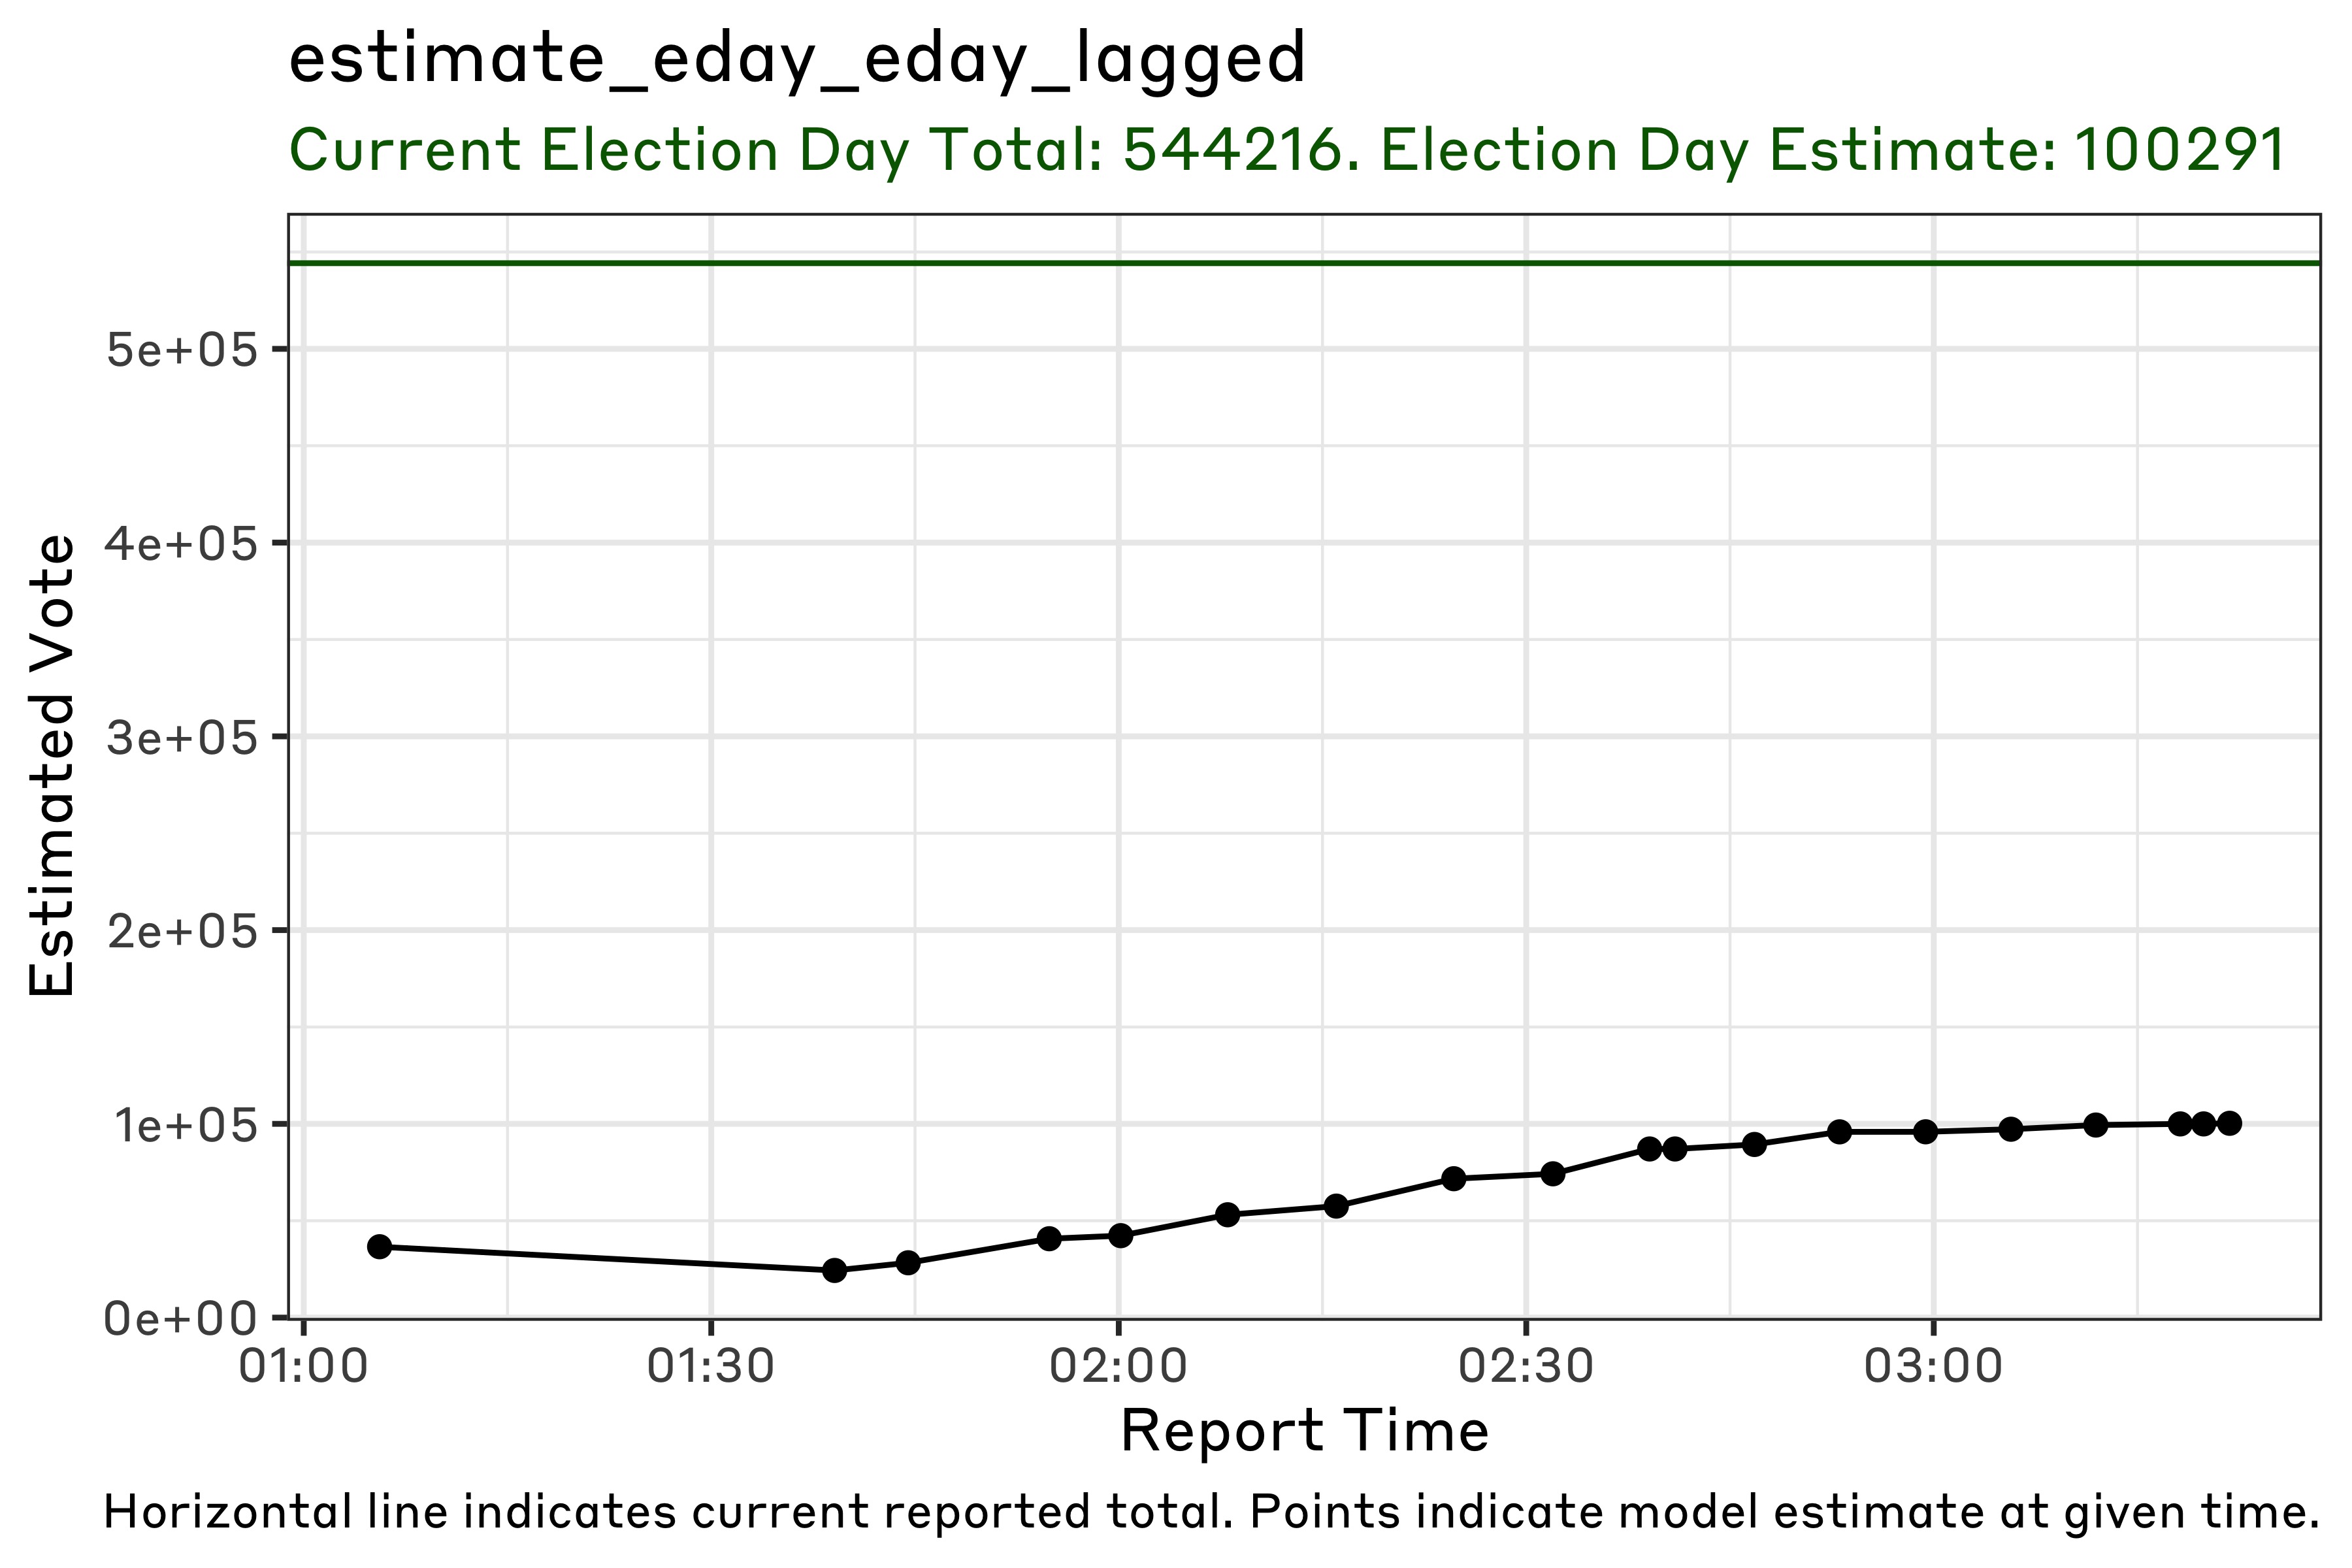 estimate_eday_eday_lagged
Current Election Day Total: 544216. Election Day Estimate: 100291
Estimated Vote
5e+05
4e+05
3e+05
2e+05
1e+05
0e+00
01:00 01:30 02:00 02:30 03:00
Report Time
Horizontal line indicates current reported total. Points indicate model estimate at given time.